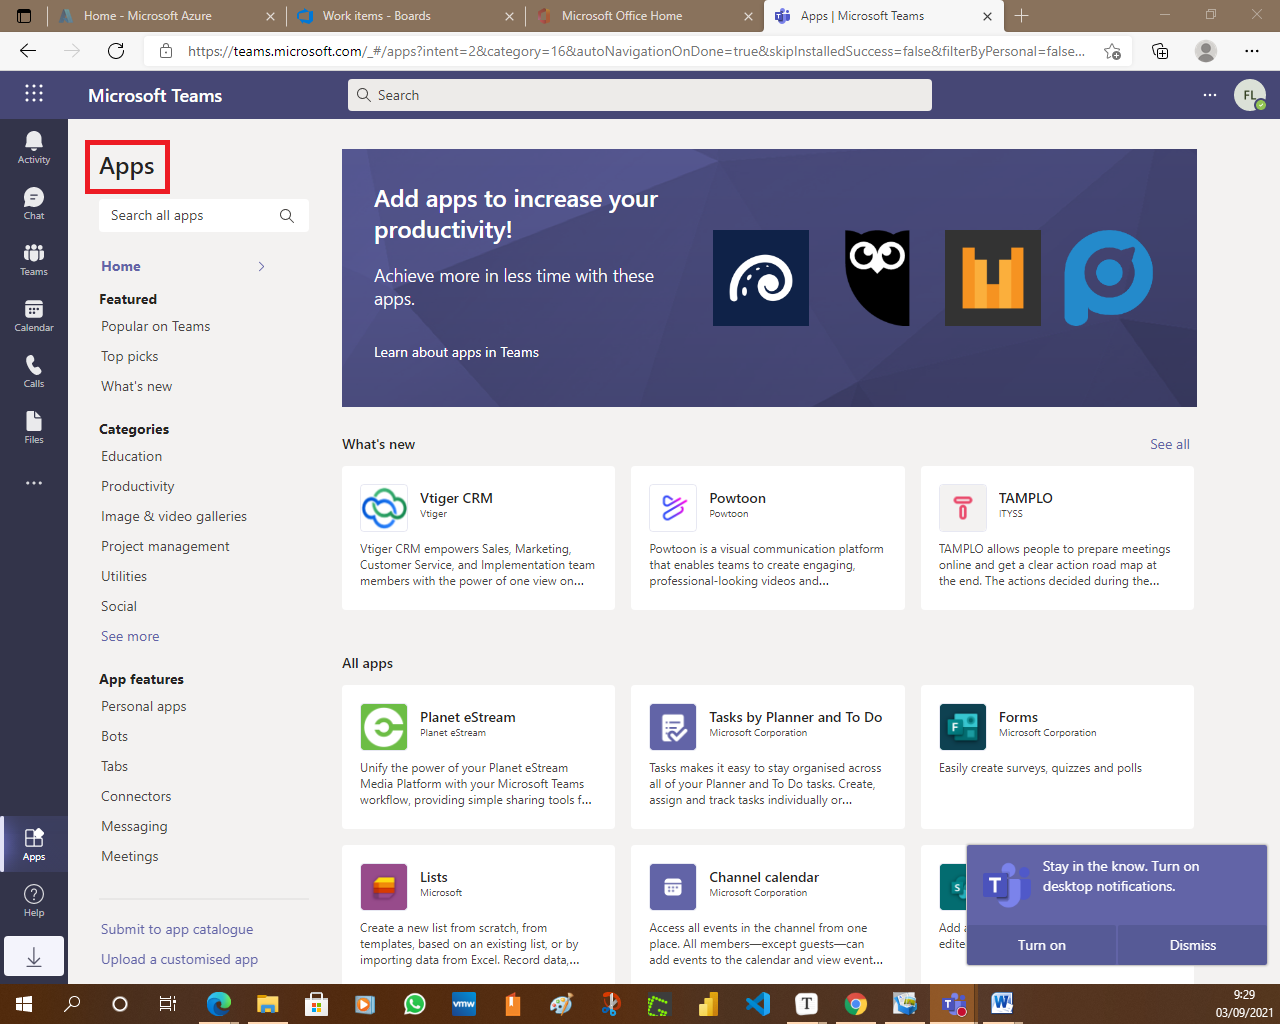 Home - Microsoft Azure
Work items - Boards
Microsoft Office Home
Apps | Microsoft Teams
https://teams.microsoft.com/_#/apps?intent=2&category=16&autoNavigationOnDone=true&skipInstalledSuccess=false&filterByPersonal=false...
Microsoft Teams
Search
FL
Activity
Chat
Teams
Calendar
Calls
Files
Apps
Help
Apps
Search all apps
Home
Featured
Popular on Teams
Top picks
What's new
Categories
Education
Productivity
Image & video galleries
Project management
Utilities
Social
See more
App features
Personal apps
Bots
Tabs
Connectors
Messaging
Meetings
Submit to app catalogue
Upload a customised app
Add apps to increase your
productivity!
Achieve more in less time with these
apps.
Learn about apps in Teams
What's new
See all
Vtiger CRM
Vtiger
Vtiger CRM empowers Sales, Marketing,
Customer Service, and Implementation team
members with the power of one view on...
Powtoon
Powtoon
Powtoon is a visual communication platform
that enables teams to create engaging,
professional-looking videos and...
TAMPLO
ITYSS
TAMPLO allows people to prepare meetings
online and get a clear action road map at
the end. The actions decided during the...
All apps
Planet eStream
Planet eStream
Unify the power of your Planet eStream
Media Platform with your Microsoft Teams
workflow, providing simple sharing tools f...
Tasks by Planner and To Do
Microsoft Corporation
Tasks makes it easy to stay organised across
all of your Planner and To Do tasks. Create,
assign and track tasks individually or...
Forms
Microsoft Corporation
Easily create surveys, quizzes and polls
Lists
Microsoft
Create a new list from scratch, from
templates, based on an existing list, or by
importing data from Excel. Record data,...
Channel calendar
Microsoft Corporation
Access all events in the channel from one
place. All members—except guests—can
add events to the calendar and view event...
Add a
edite
Stay in the know. Turn on
desktop notifications.
Turn on
Dismiss
vmw
9:29
03/09/2021